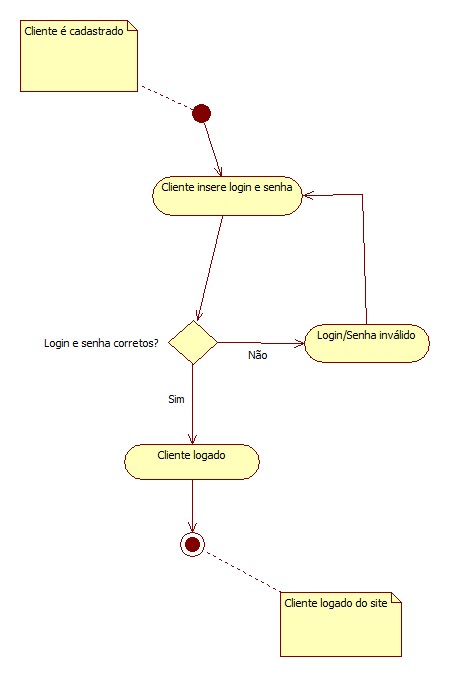 Cliente é cadastrado
Cliente insere login e senha
Login/Senha inválido
Login e senha corretos?
Não
Sim
Cliente logado
Cliente logado do site